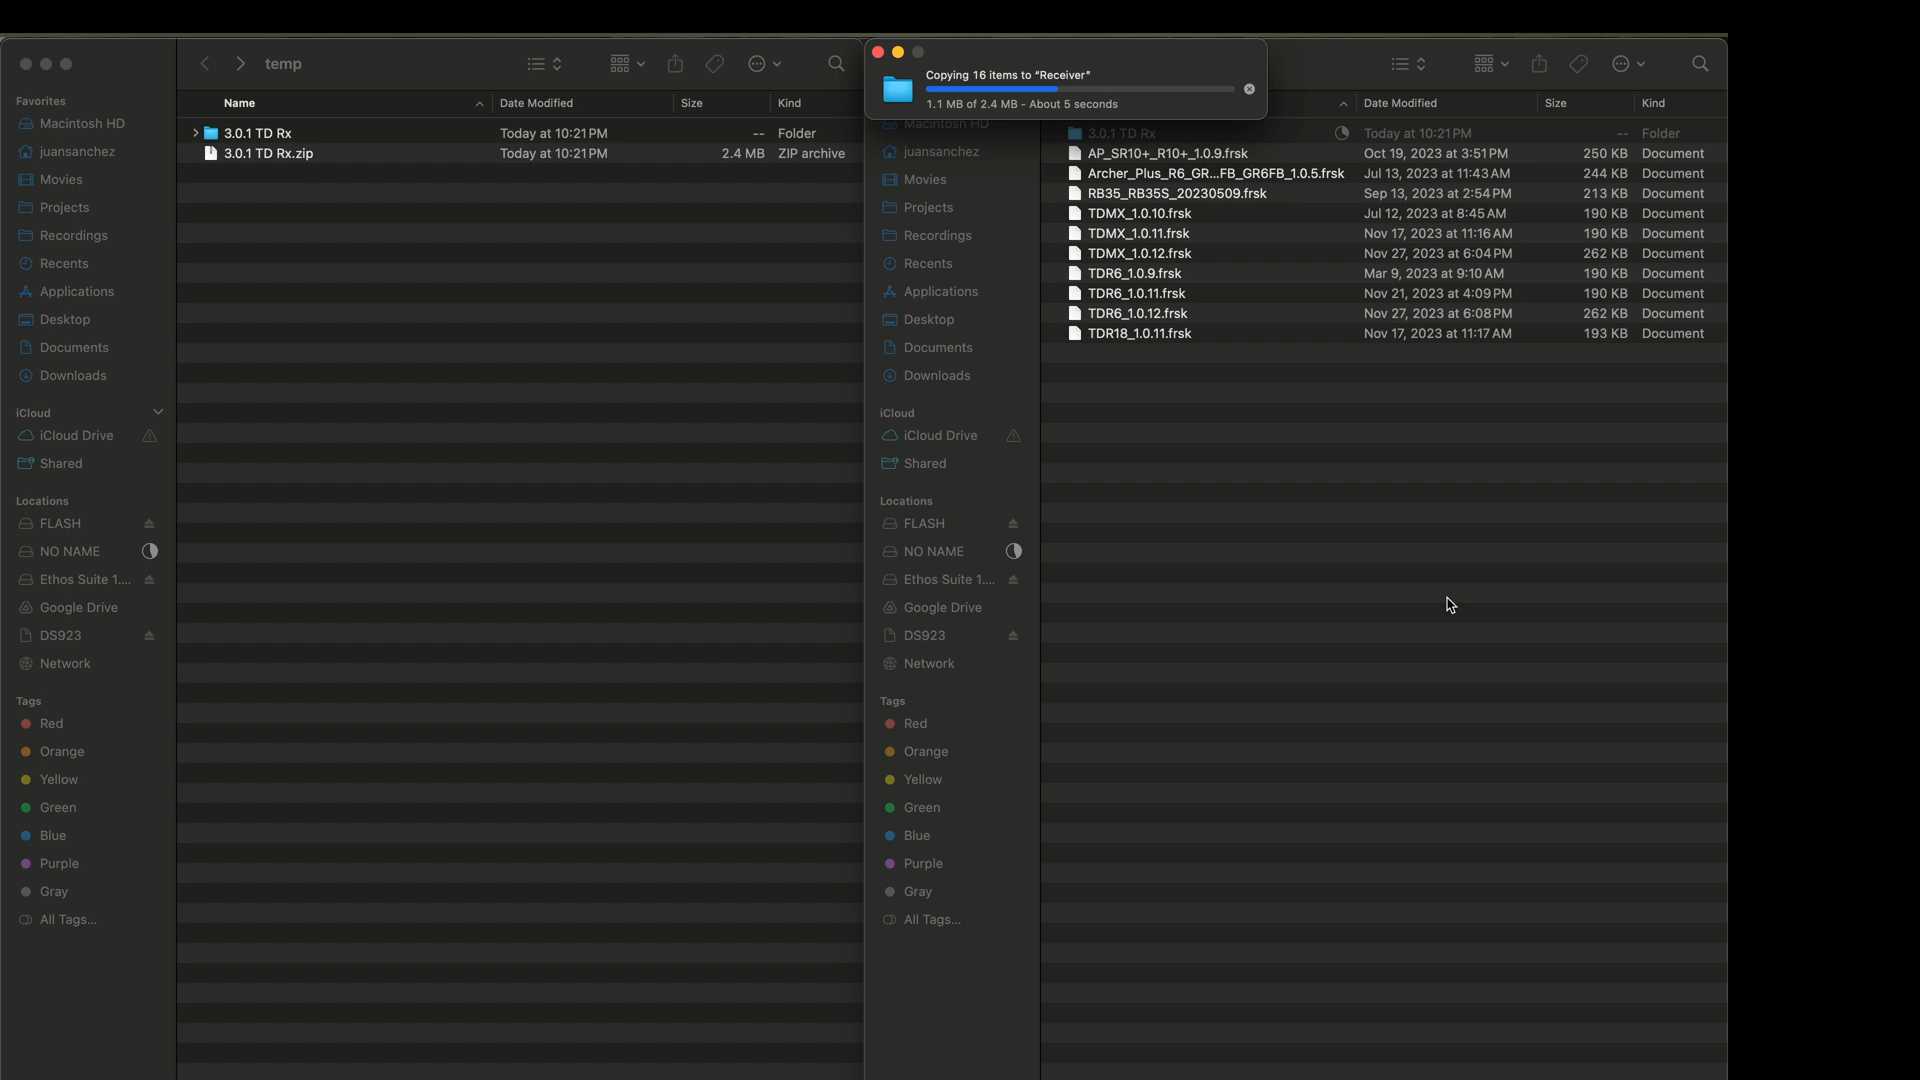 temp
Name
Date Modified
Size
Kind
Favorites
Macintosh HD
juansanchez
Movies
Projects
Recordings
Recents
Applications
Desktop
Documents
Downloads
iCloud
iCloud Drive
Shared
Locations
FLASH
NO NAME
Ethos Suite 1....
Google Drive
DS923
Network
Tags
Red
Orange
Yellow
Green
Blue
Purple
Gray
All Tags...
3.0.1 TD Rx Today at 10:21 PM -- Folder
3.0.1 TD Rx.zip Today at 10:21 PM 2.4 MB ZIP archive
Copying 16 items to “Receiver”
1.1 MB of 2.4 MB - About 5 seconds
Date Modified
Size
Kind
Macintosh HD
juansanchez
Movies
Projects
Recordings
Recents
Applications
Desktop
Documents
Downloads
iCloud
iCloud Drive
Shared
Locations
FLASH
NO NAME
Ethos Suite 1....
Google Drive
DS923
Network
Tags
Red
Orange
Yellow
Green
Blue
Purple
Gray
All Tags...
3.0.1 TD Rx Today at 10:21 PM -- Folder
AP_SR10+_R10+_1.0.9.frsk Oct 19, 2023 at 3:51 PM 250 KB Document
Archer_Plus_R6_GR...FB_GR6FB_1.0.5.frsk Jul 13, 2023 at 11:43 AM 244 KB Document
RB35_RB35S_20230509.frsk Sep 13, 2023 at 2:54 PM 213 KB Document
TDMX_1.0.10.frsk Jul 12, 2023 at 8:45 AM 190 KB Document
TDMX_1.0.11.frsk Nov 17, 2023 at 11:16 AM 190 KB Document
TDMX_1.0.12.frsk Nov 27, 2023 at 6:04 PM 262 KB Document
TDR6_1.0.9.frsk Mar 9, 2023 at 9:10 AM 190 KB Document
TDR6_1.0.11.frsk Nov 21, 2023 at 4:09 PM 190 KB Document
TDR6_1.0.12.frsk Nov 27, 2023 at 6:08 PM 262 KB Document
TDR18_1.0.11.frsk Nov 17, 2023 at 11:17 AM 193 KB Document